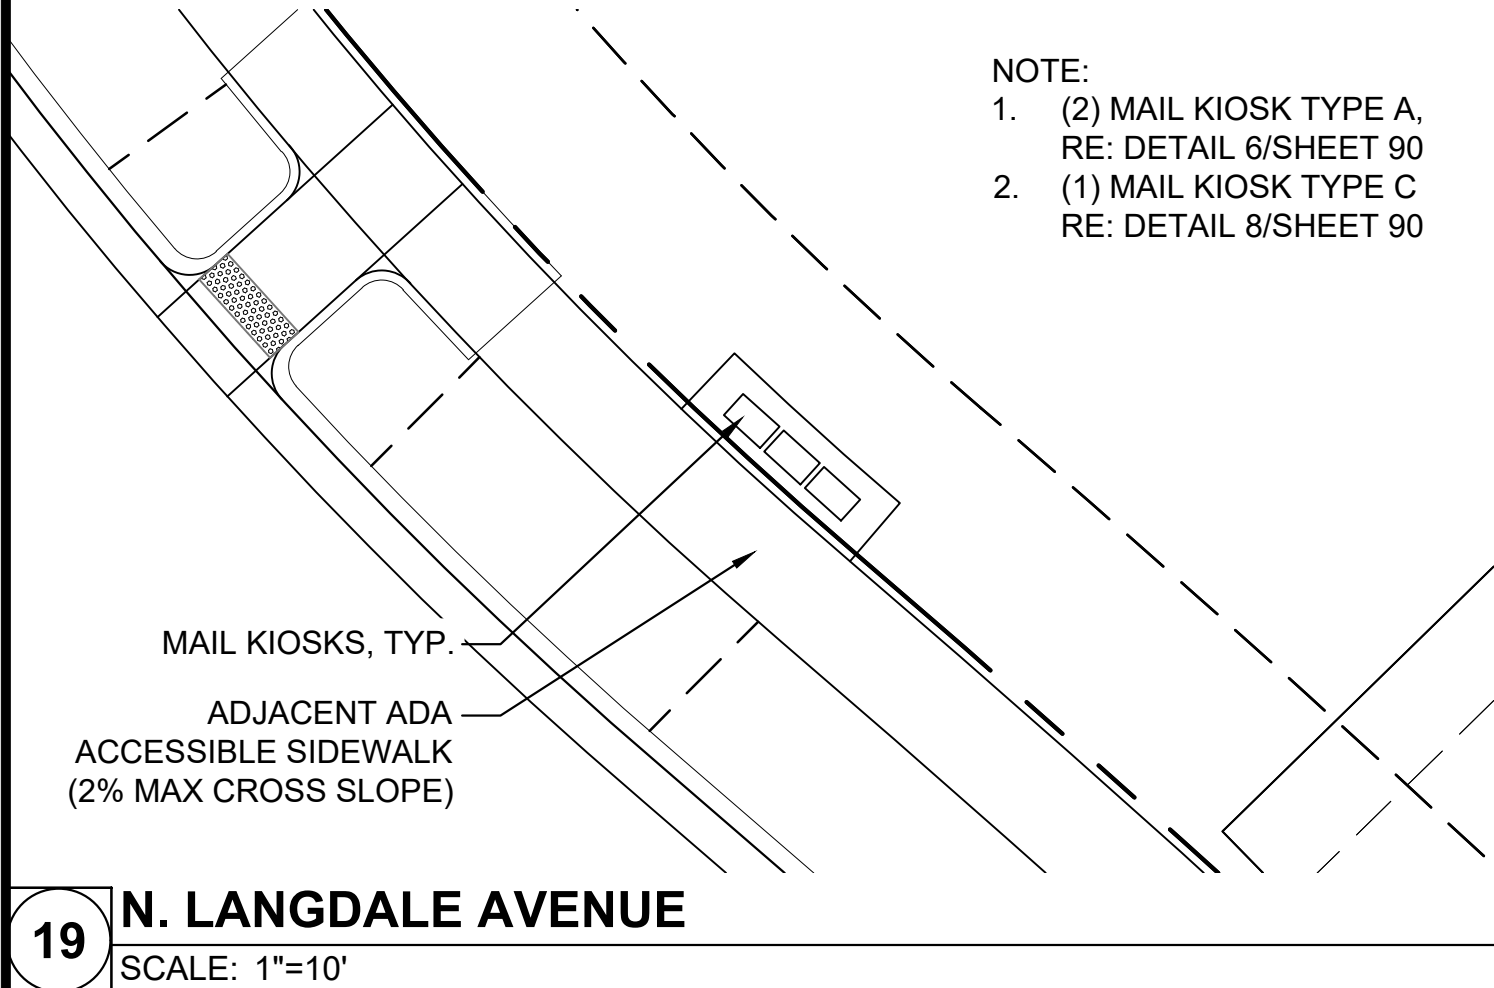 NOTE:
1. (2) MAIL KIOSK TYPE A,
RE: DETAIL 6/SHEET 90
2. (1) MAIL KIOSK TYPE C
RE: DETAIL 8/SHEET 90
MAIL KIOSKS, TYP.
ADJACENT ADA
ACCESSIBLE SIDEWALK
(2% MAX CROSS SLOPE)
19
N. LANGDALE AVENUE
SCALE: 1"=10'